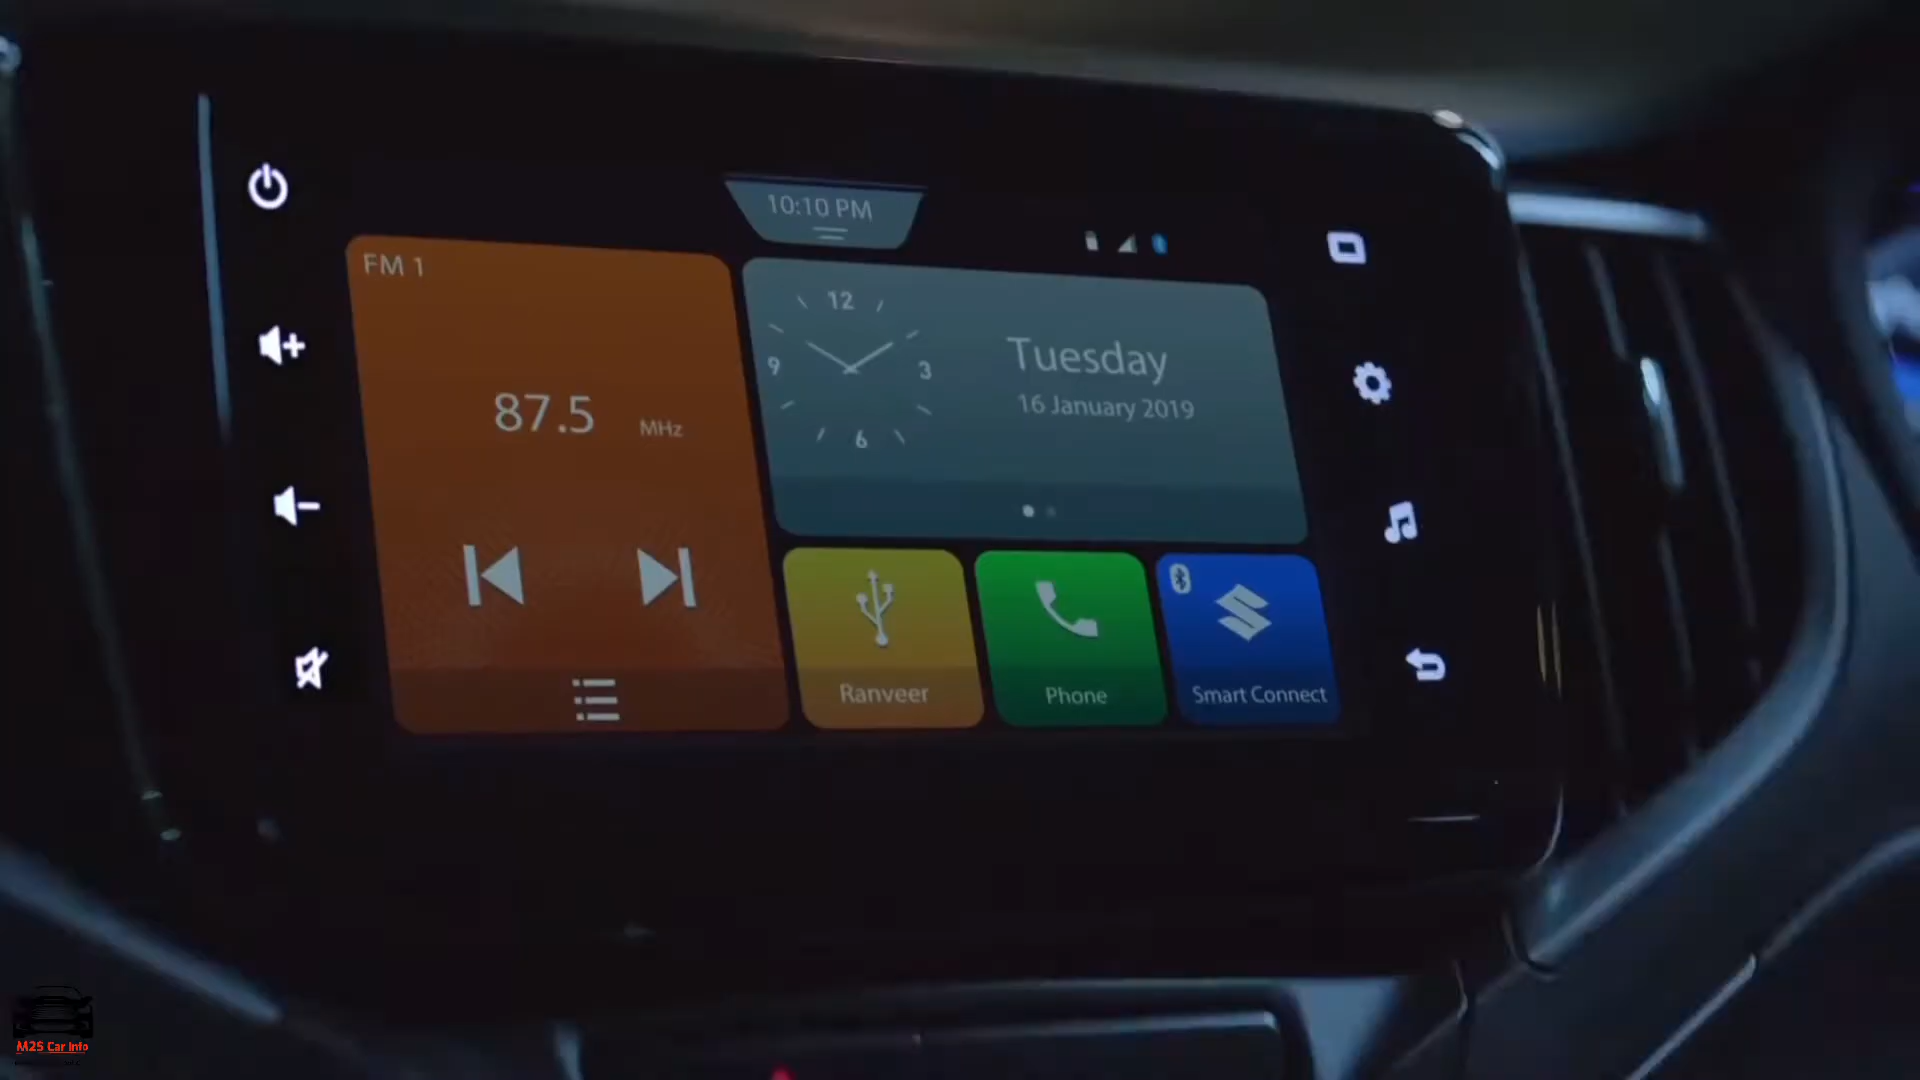 10:10 PM
FM 1
87.5 MHz
12
9
3
6
Tuesday
16 January 2019
Ranveer
Phone
Smart Connect
M2S Car Info